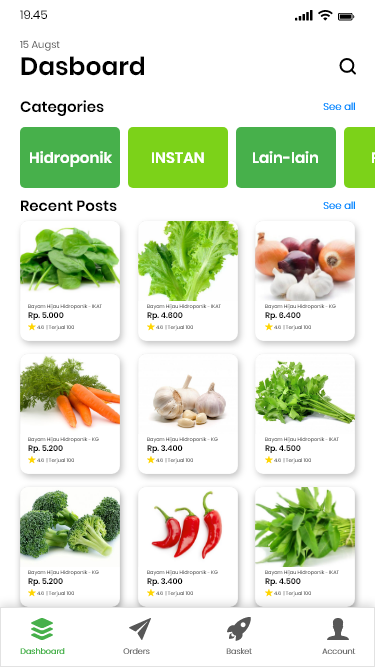 19.45
15 Augst
Dasboard
Categories
See all
Hidroponik
INSTAN
Lain-lain
Recent Posts
See all
Bayam Hijau Hidroponik - IKAT
Rp. 5.000
4.6 | Terjual 100
Bayam Hijau Hidroponik - IKAT
Rp. 4.600
4.6 | Terjual 100
Bayam Hijau Hidroponik - KG
Rp. 6.400
4.6 | Terjual 100
Bayam Hijau Hidroponik - KG
Rp. 5.200
4.6 | Terjual 100
Bayam Hijau Hidroponik - KG
Rp. 3.400
4.6 | Terjual 100
Bayam Hijau Hidroponik - IKAT
Rp. 4.500
4.6 | Terjual 100
Bayam Hijau Hidroponik - KG
Rp. 5.200
4.6 | Terjual 100
Bayam Hijau Hidroponik - KG
Rp. 3.400
4.6 | Terjual 100
Bayam Hijau Hidroponik - IKAT
Rp. 4.500
4.6 | Terjual 100
Dashboard
Orders
Basket
Account